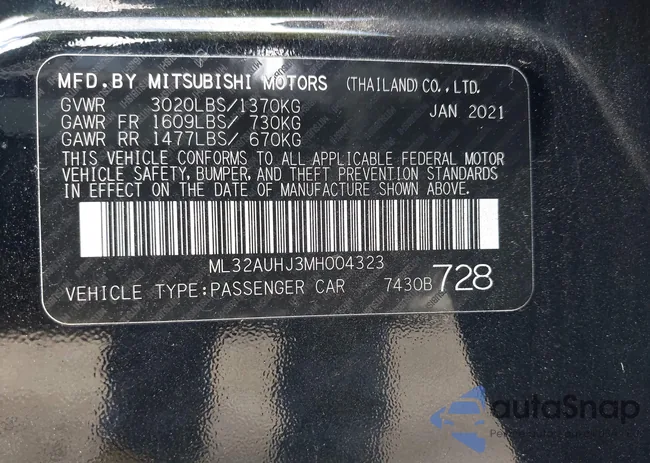 MFD.BY MITSUBISHI MOTORS (THAILAND)CO.,LTD.
GVWR 3020LBS/1370KG JAN 2021
GAWR FR 1609LBS/ 730KG
GAWR RR 1477LBS/ 670KG
THIS VEHICLE CONFORMS TO ALL APPLICABLE FEDERAL MOTOR
VEHICLE SAFETY, BUMPER, AND THEFT PREVENTION STANDARDS
IN EFFECT ON THE DATE OF MANUFACTURE SHOWN ABOVE.
ML32AUHJ3MH004323
VEHICLE TYPE:PASSENGER CAR 7430B 728
autaSnap